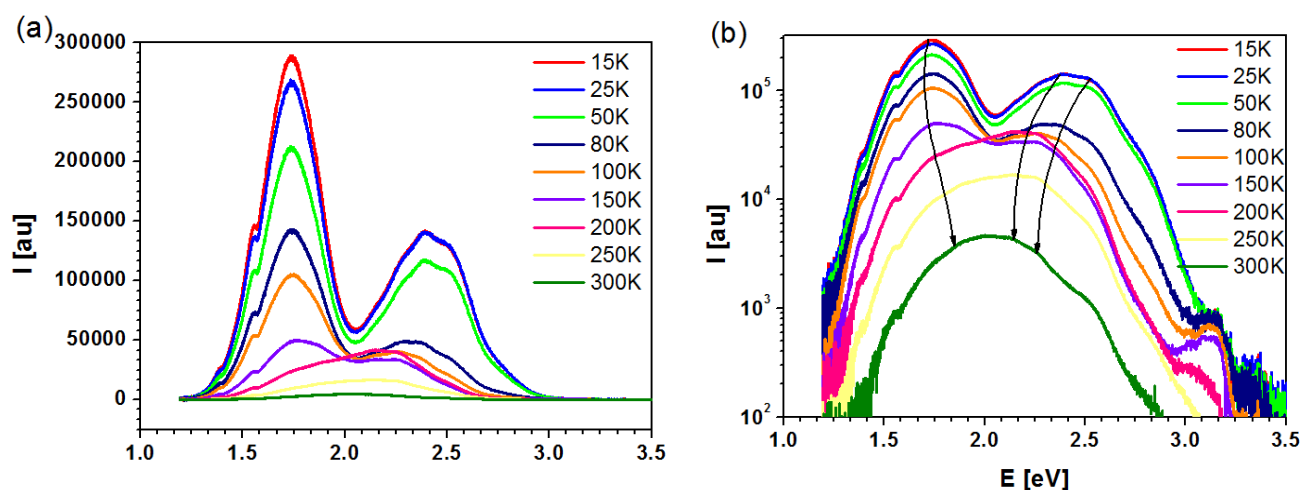 (a)
300000
250000
200000
150000
100000
50000
0
I [au]
1.0 1.5 2.0 2.5 3.0 3.5
15K
25K
50K
80K
100K
150K
200K
250K
300K
(b)
10^5
10^4
10^3
10^2
I [au]
1.0 1.5 2.0 2.5 3.0 3.5
E [eV]
15K
25K
50K
80K
100K
150K
200K
250K
300K